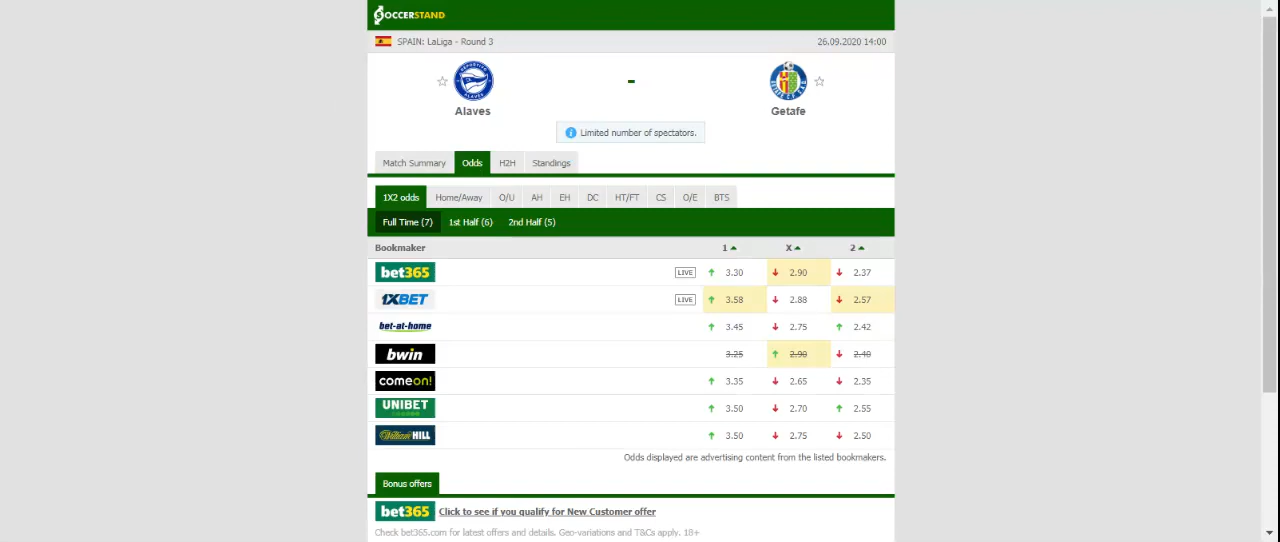 SOCCERSTAND
SPAIN: LaLiga - Round 3 26.09.2020 14:00
-
Alaves Getafe
Limited number of spectators.
Match Summary Odds H2H Standings
1X2 odds Home/Away O/U AH EH DC HT/FT CS O/E BTS
Full Time (7) 1st Half (6) 2nd Half (5)
Bookmaker 1 X 2
bet365 LIVE 3.30 2.90 2.37
1XBET LIVE 3.58 2.88 2.57
bet-at-home 3.45 2.75 2.42
bwin 3.25 2.90 2.40
comeon! 3.35 2.65 2.35
UNIBET 3.50 2.70 2.55
William HILL 3.50 2.75 2.50
Odds displayed are advertising content from the listed bookmakers.
Bonus offers
bet365 Click to see if you qualify for New Customer offer
Check bet365.com for latest offers and details. Geo-variations and T&Cs apply. 18+